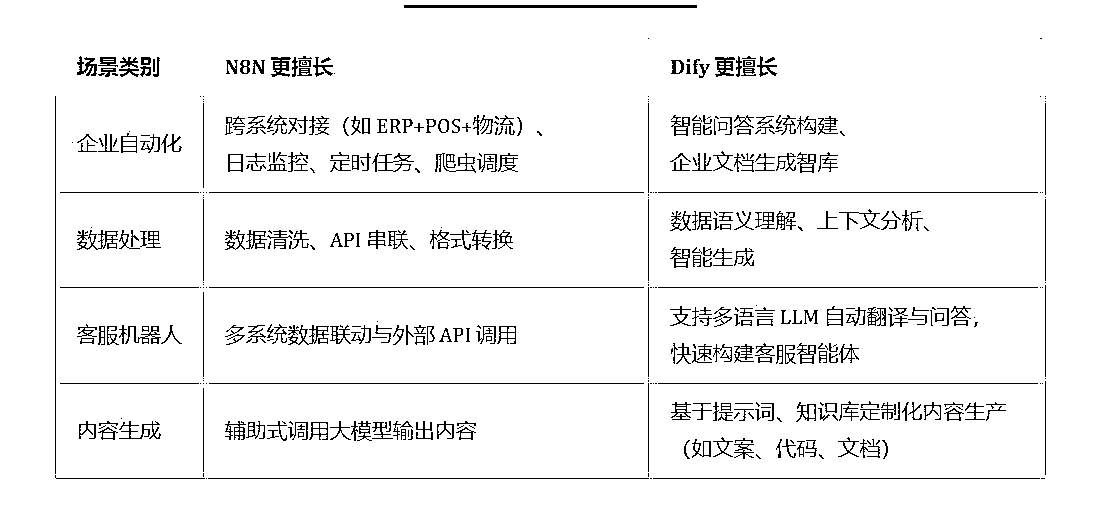 场景类别 N8N 更擅长 Dify 更擅长
企业自动化
跨系统对接（如 ERP+POS+物流）、
日志监控、定时任务、爬虫调度
智能问答系统构建、
企业文档生成智库
数据处理
数据清洗、API 串联、格式转换
数据语义理解、上下文分析、
智能生成
客服机器人
多系统数据联动与外部 API 调用
支持多语言 LLM 自动翻译与问答，
快速构建客服智能体
内容生成
辅助式调用大模型输出内容
基于提示词、知识库定制化内容生产
（如文案、代码、文档）